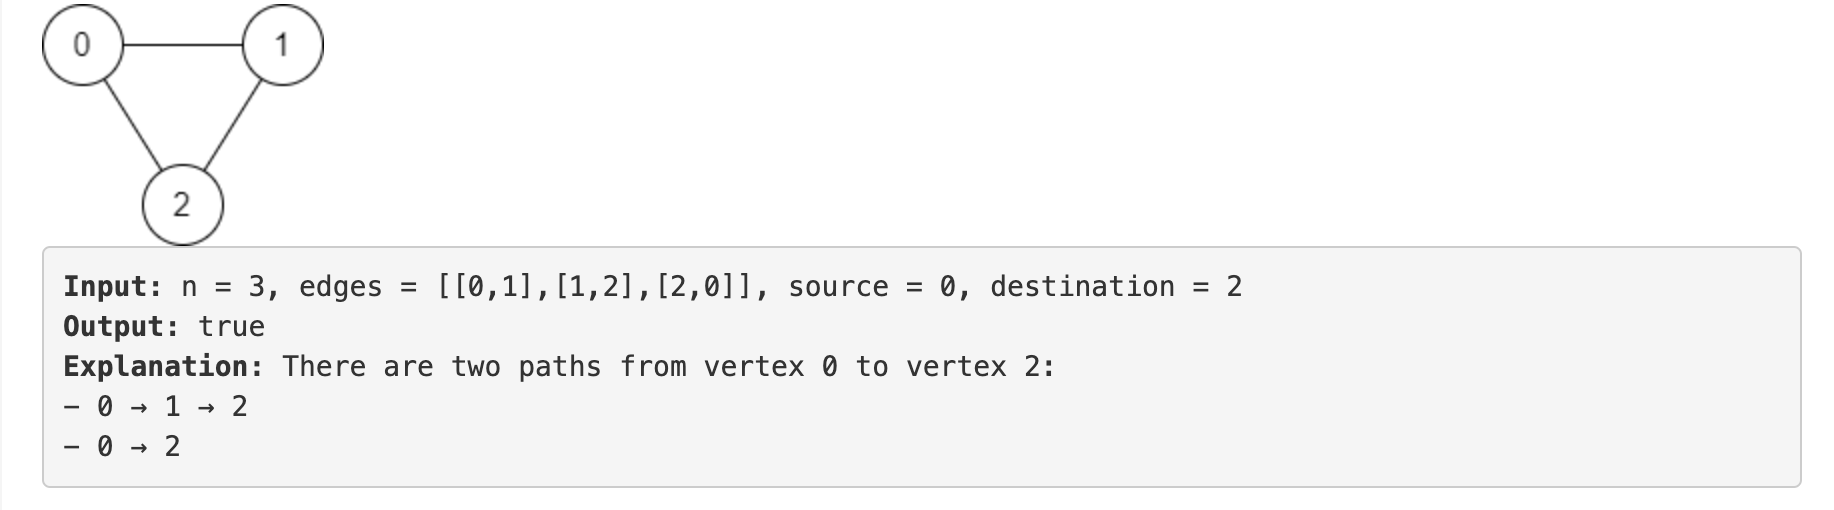 0 1
2
Input: n = 3, edges = [[0,1],[1,2],[2,0]], source = 0, destination = 2
Output: true
Explanation: There are two paths from vertex 0 to vertex 2:
– 0 → 1 → 2
– 0 → 2